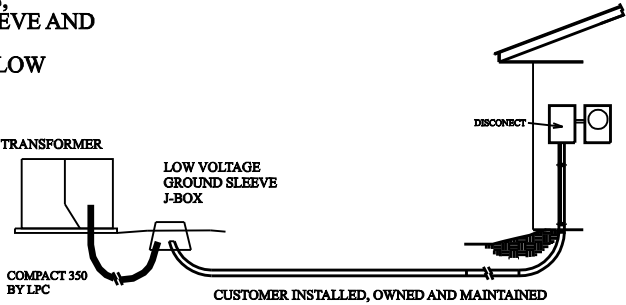 EVE AND
LOW
TRANSFORMER
LOW VOLTAGE
GROUND SLEEVE
J-BOX
DISCONECT
COMPACT 350
BY LPC
CUSTOMER INSTALLED, OWNED AND MAINTAINED